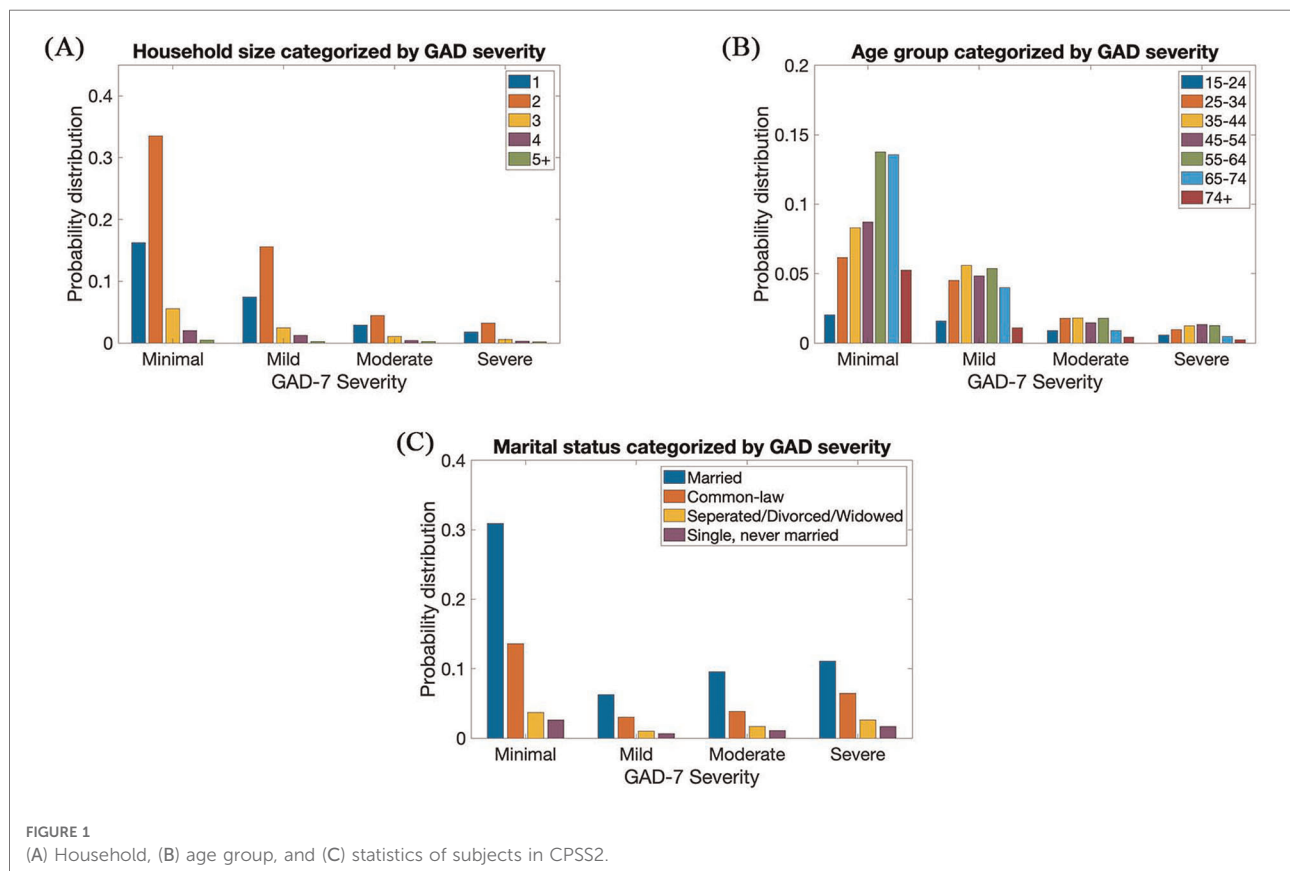 (A)
Household size categorized by GAD severity
Probability distribution
0.4
0.3
0.2
0.1
0
1
2
3
4
5+
Minimal Mild Moderate Severe
GAD-7 Severity
(B)
Age group categorized by GAD severity
Probability distribution
0.2
0.15
0.1
0.05
0
15-24
25-34
35-44
45-54
55-64
65-74
74+
Minimal Mild Moderate Severe
GAD-7 Severity
(C)
Marital status categorized by GAD severity
Probability distribution
0.4
0.3
0.2
0.1
0
Married
Common-law
Seperated/Divorced/Widowed
Single, never married
Minimal Mild Moderate Severe
GAD-7 Severity
FIGURE 1
(A) Household, (B) age group, and (C) statistics of subjects in CPSS2.